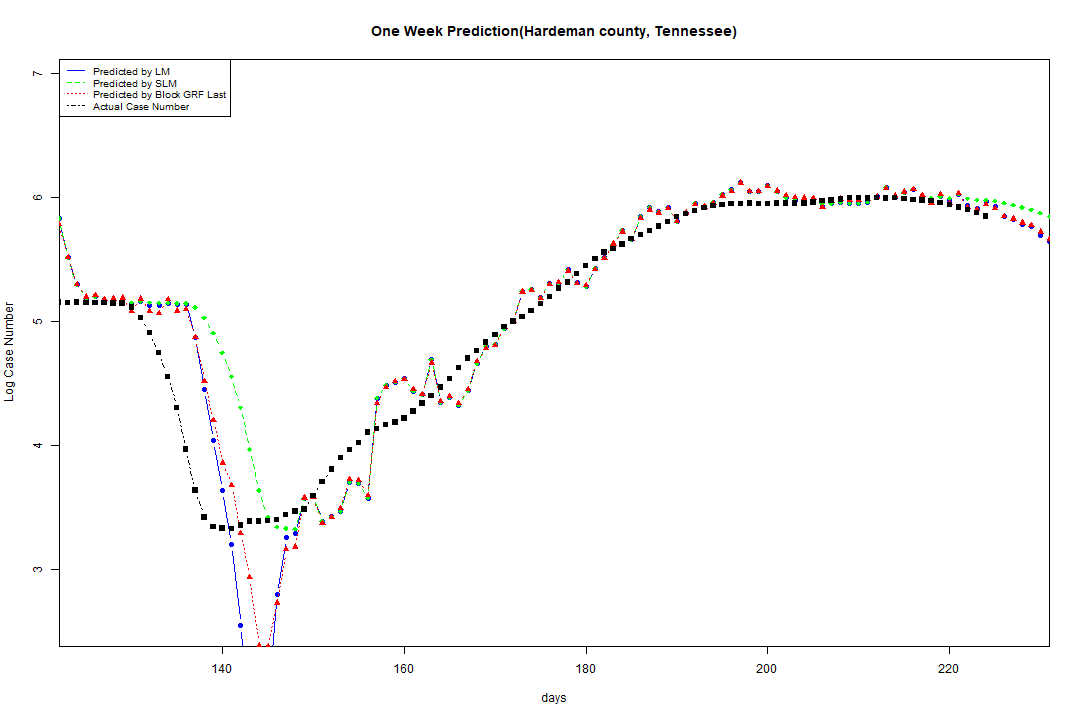 One Week Prediction(Hardeman county, Tennessee)
Predicted by LM
Predicted by SLM
Predicted by Block GRF Last
Actual Case Number
7
6
5
4
3
Log Case Number
140 160 180 200 220
days